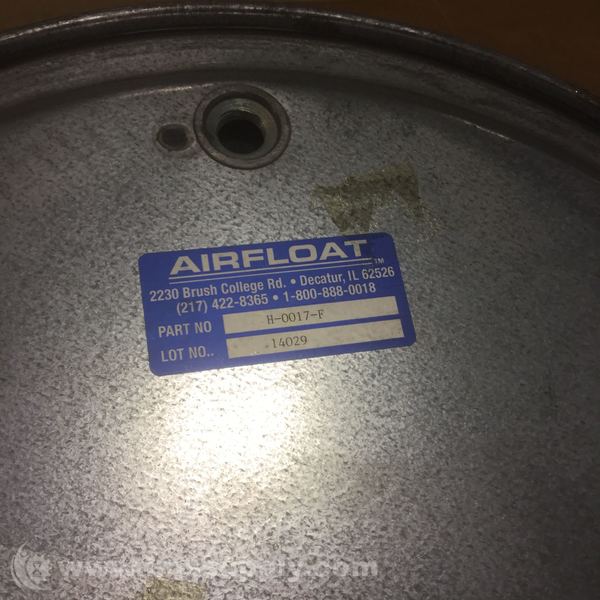 AIRFLOAT™
2230 Brush College Rd. • Decatur, IL 62526
(217) 422-8365 • 1-800-888-0018
PART NO H-0017-F
LOT NO.. .14029